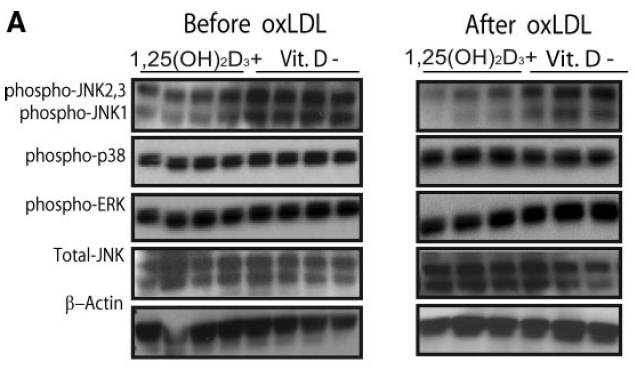 A
Before oxLDL
After oxLDL
1,25(OH)₂D₃+ Vit. D -
1,25(OH)₂D₃+ Vit. D -
phospho-JNK2,3
phospho-JNK1
phospho-p38
phospho-ERK
Total-JNK
β-Actin